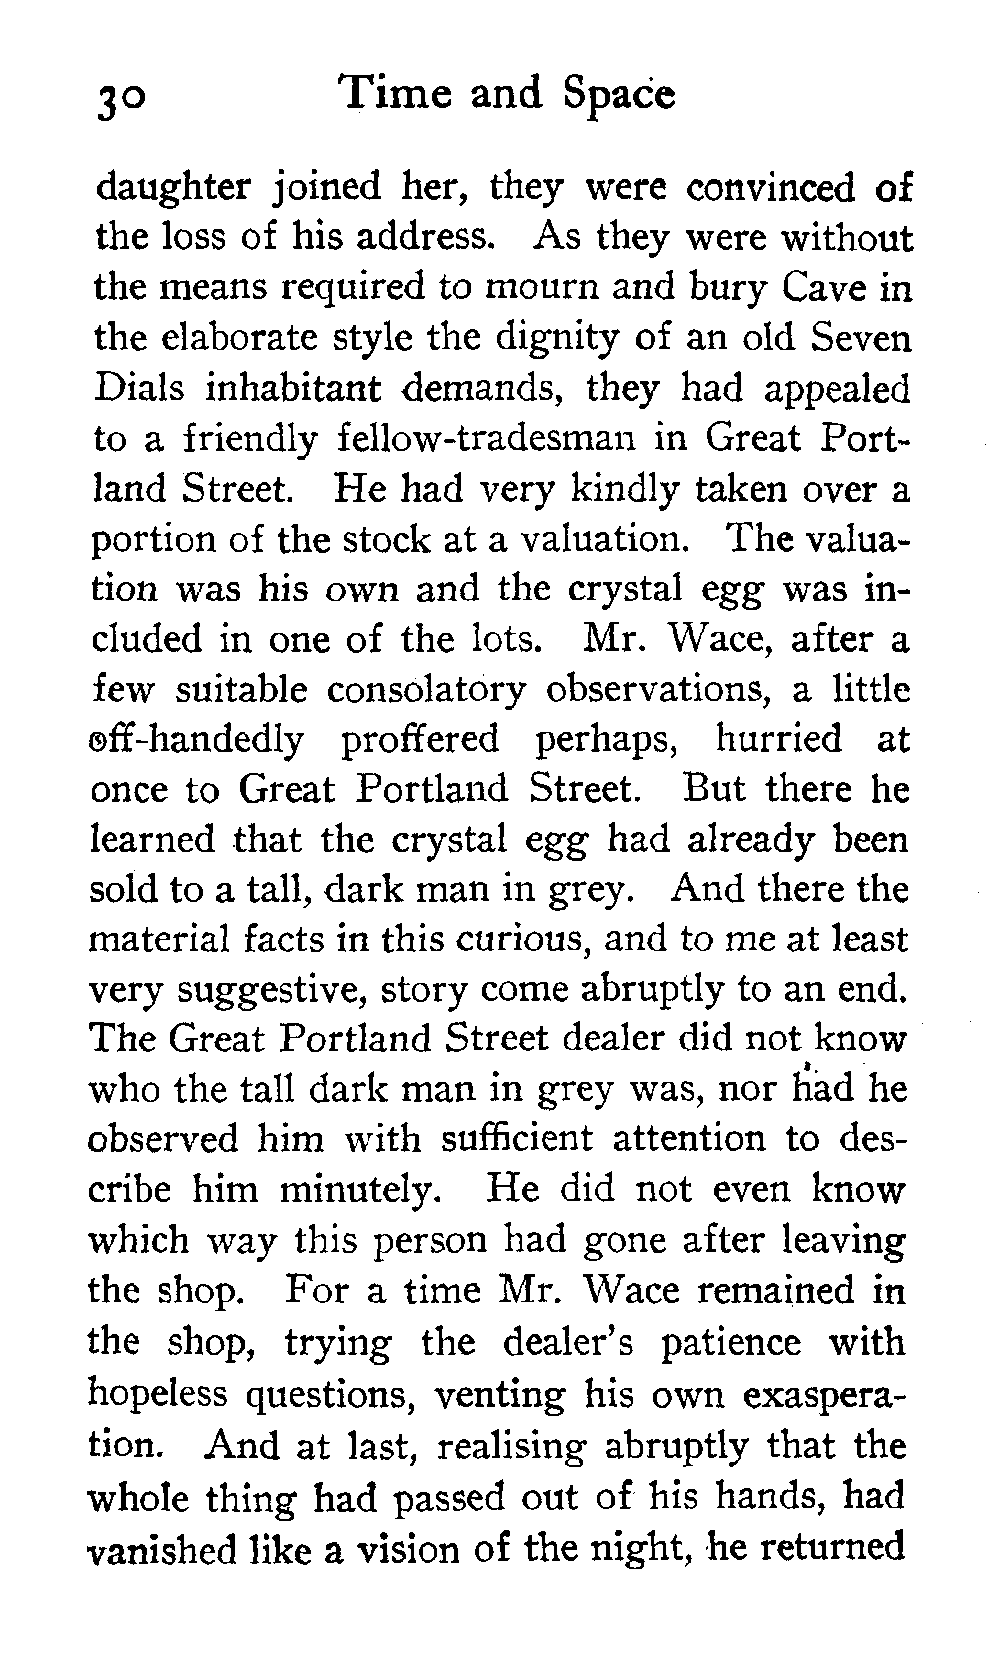 30 Time and Space
daughter joined her, they were convinced of
the loss of his address. As they were without
the means required to mourn and bury Cave in
the elaborate style the dignity of an old Seven
Dials inhabitant demands, they had appealed
to a friendly fellow-tradesman in Great Port-
land Street. He had very kindly taken over a
portion of the stock at a valuation. The valua-
tion was his own and the crystal egg was in-
cluded in one of the lots. Mr. Wace, after a
few suitable consolatory observations, a little
off-handedly proffered perhaps, hurried at
once to Great Portland Street. But there he
learned that the crystal egg had already been
sold to a tall, dark man in grey. And there the
material facts in this curious, and to me at least
very suggestive, story come abruptly to an end.
The Great Portland Street dealer did not know
who the tall dark man in grey was, nor had he
observed him with sufficient attention to des-
cribe him minutely. He did not even know
which way this person had gone after leaving
the shop. For a time Mr. Wace remained in
the shop, trying the dealer's patience with
hopeless questions, venting his own exaspera-
tion. And at last, realising abruptly that the
whole thing had passed out of his hands, had
vanished like a vision of the night, he returned